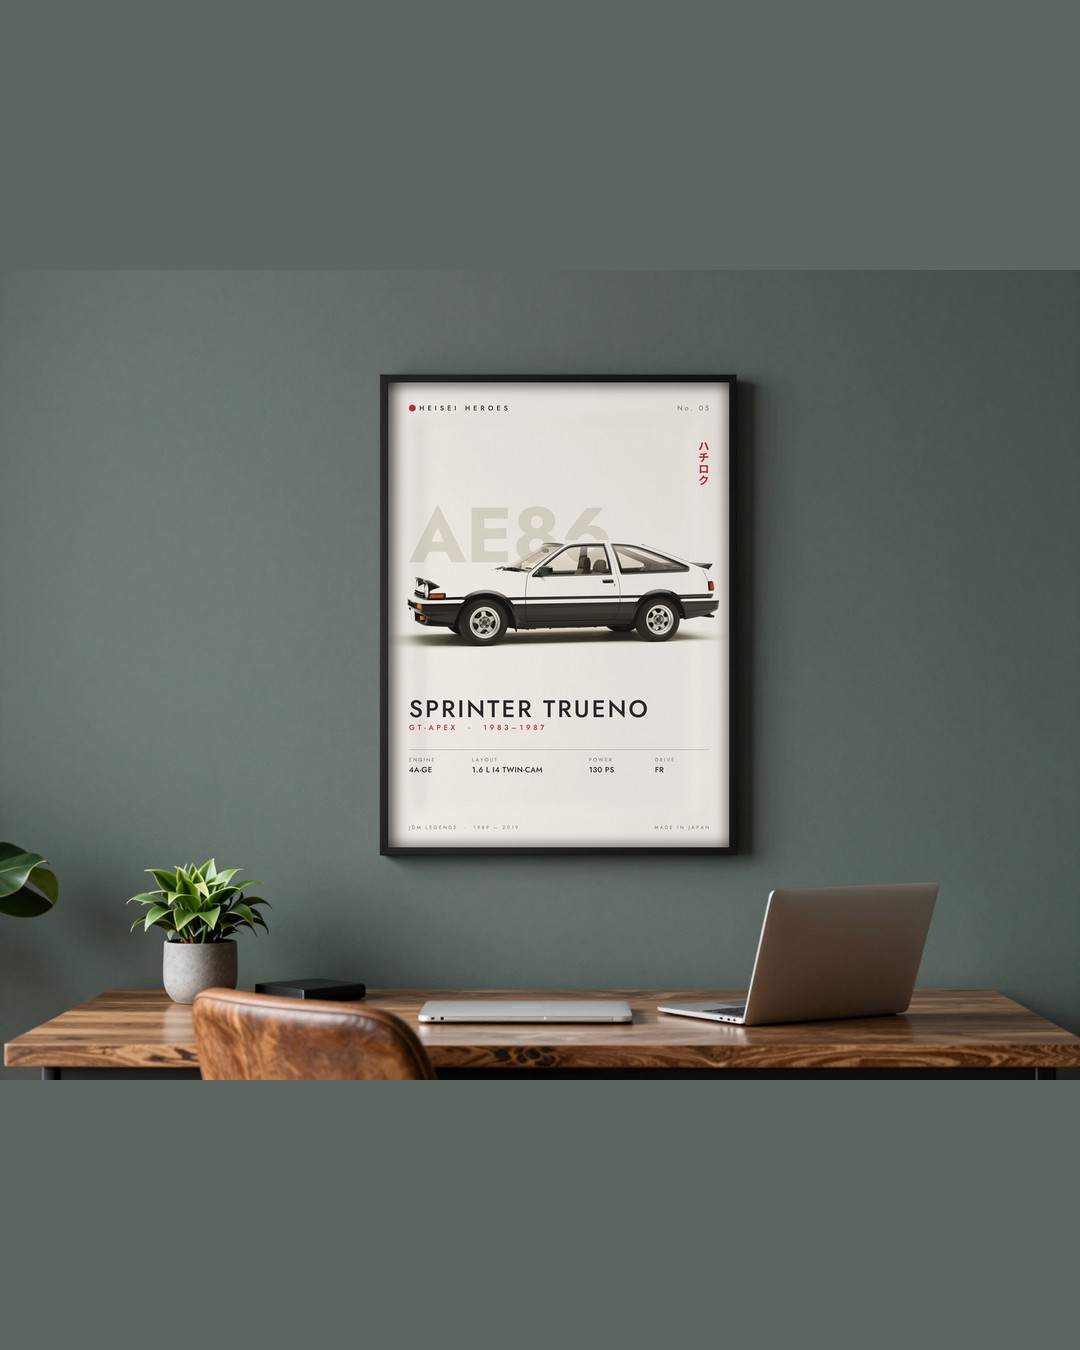 HEISEI HEROES
No. 05
ハチロク
AE86
SPRINTER TRUENO
GT-APEX · 1983–1987
ENGINE LAYOUT POWER DRIVE
4A-GE 1.6 L I4 TWIN-CAM 130 PS FR
JDM LEGENDS · 1989 — 2019
MADE IN JAPAN